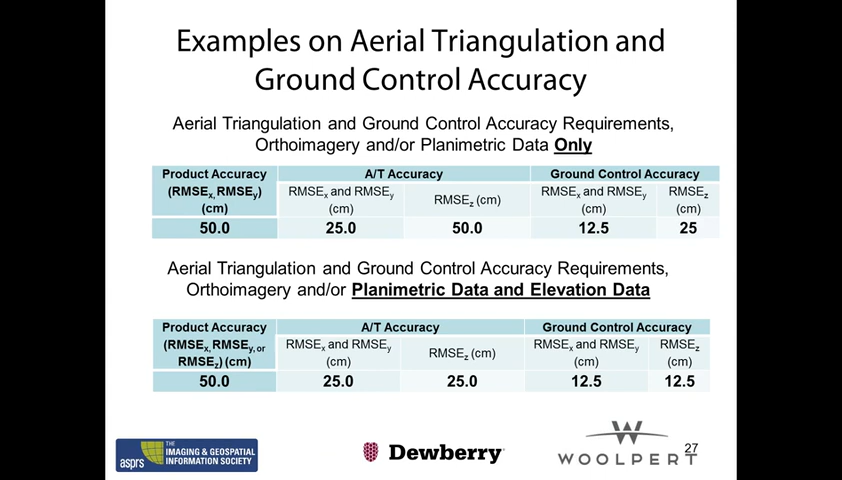 Examples on Aerial Triangulation and
Ground Control Accuracy
Aerial Triangulation and Ground Control Accuracy Requirements,
Orthoimagery and/or Planimetric Data Only
Product Accuracy (RMSEx, RMSEy) (cm) | A/T Accuracy | Ground Control Accuracy
RMSEx and RMSEy (cm) | RMSEz (cm) | RMSEx and RMSEy (cm) | RMSEz (cm)
50.0 | 25.0 | 50.0 | 12.5 | 25
Aerial Triangulation and Ground Control Accuracy Requirements,
Orthoimagery and/or Planimetric Data and Elevation Data
Product Accuracy (RMSEx, RMSEy, or RMSEz) (cm) | A/T Accuracy | Ground Control Accuracy
RMSEx and RMSEy (cm) | RMSEz (cm) | RMSEx and RMSEy (cm) | RMSEz (cm)
50.0 | 25.0 | 25.0 | 12.5 | 12.5
asprs THE
IMAGING & GEOSPATIAL
INFORMATION SOCIETY
Dewberry
WOOLPERT
27